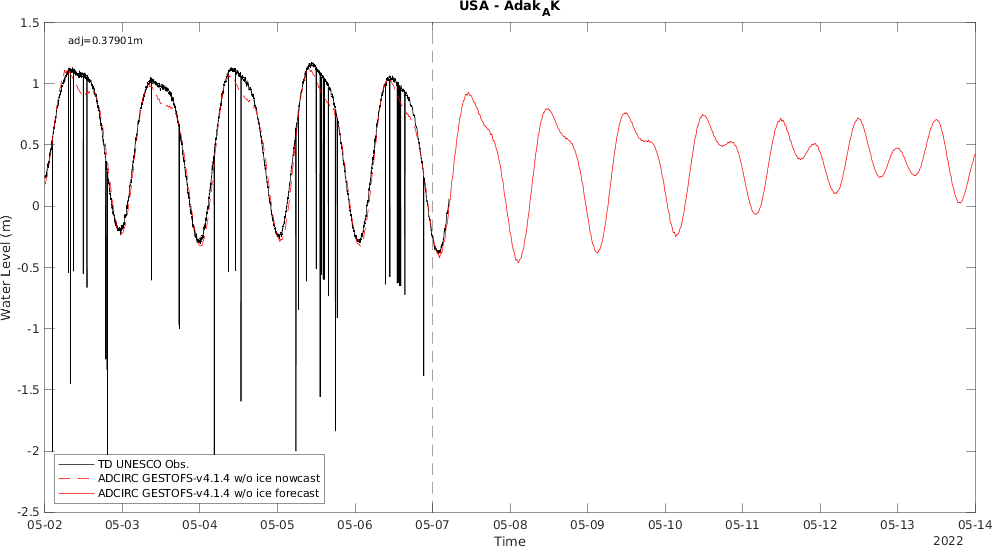 USA - Adak_AK
1.5
adj=0.37901m
1
0.5
0
-0.5
-1
-1.5
-2
-2.5
Water Level (m)
TD UNESCO Obs.
ADCIRC GESTOFS-v4.1.4 w/o ice nowcast
ADCIRC GESTOFS-v4.1.4 w/o ice forecast
05-02 05-03 05-04 05-05 05-06 05-07 05-08 05-09 05-10 05-11 05-12 05-13 05-14
Time
2022